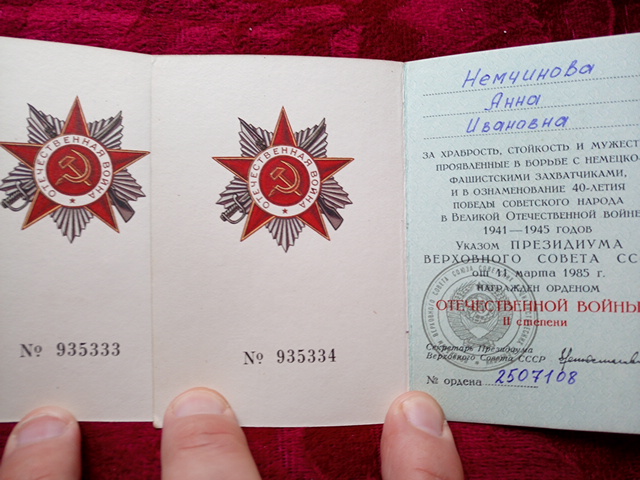 ОТЕЧЕСТВЕННАЯ ВОЙНА
№ 935333
ОТЕЧЕСТВЕННАЯ ВОЙНА
№ 935334
Немчинова
Анна
Ивановна
ЗА ХРАБРОСТЬ, СТОЙКОСТЬ И МУЖЕСТ
ПРОЯВЛЕННЫЕ В БОРЬБЕ С НЕМЕЦКО-
ФАШИСТСКИМИ ЗАХВАТЧИКАМИ,
И В ОЗНАМЕНОВАНИЕ 40-ЛЕТИЯ
ПОБЕДЫ СОВЕТСКОГО НАРОДА
В ВЕЛИКОЙ ОТЕЧЕСТВЕННОЙ ВОЙНЕ
1941—1945 ГОДОВ
УКАЗОМ ПРЕЗИДИУМА
ВЕРХОВНОГО СОВЕТА СС
от 11 марта 1985 г.
НАГРАЖДЕН ОРДЕНОМ
ОТЕЧЕСТВЕННОЙ ВОЙНЫ
II степени
Секретарь Президиума
Верховного Совета СССР
№ ордена 2507108